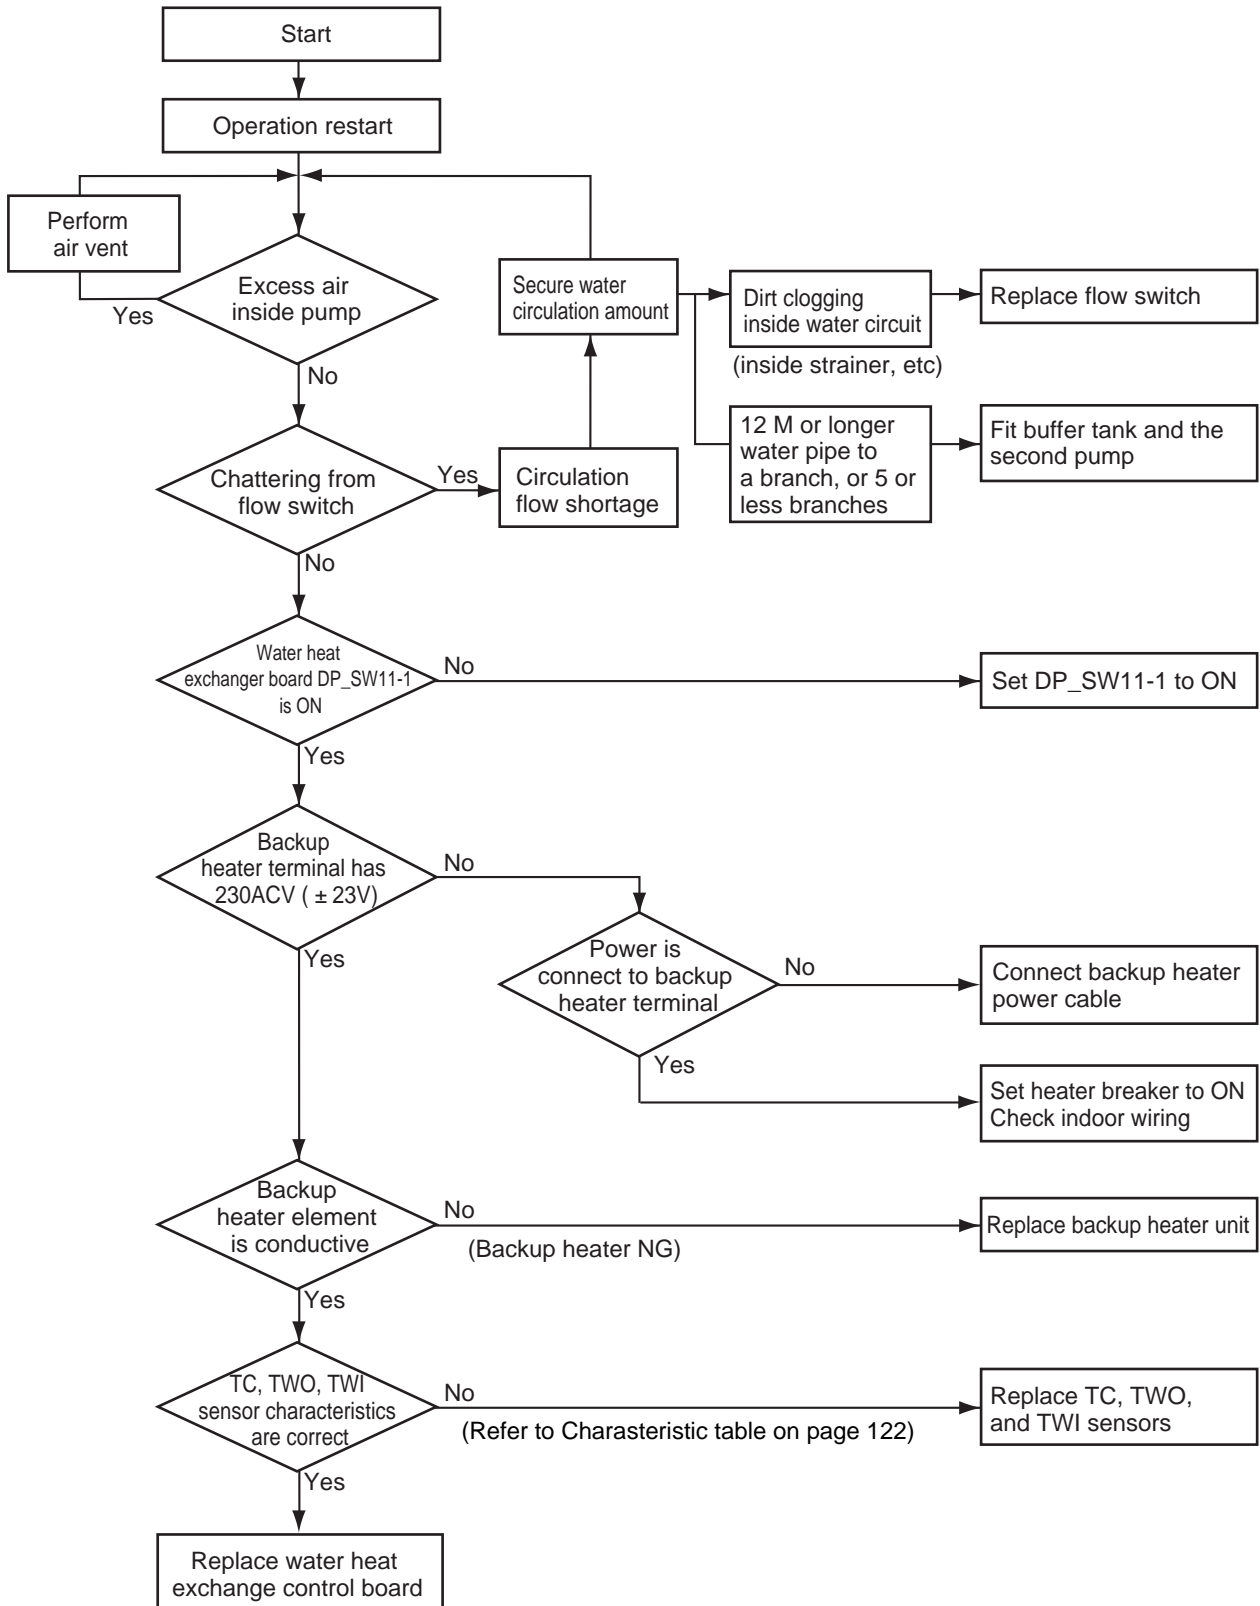 Start
Operation restart
Perform
air vent
Excess air
inside pump
Yes
No
Secure water
circulation amount
Dirt clogging
inside water circuit
(inside strainer, etc)
Replace flow switch
12 M or longer
water pipe to
a branch, or 5 or
less branches
Fit buffer tank and the
second pump
Chattering from
flow switch
Yes
Circulation
flow shortage
No
Water heat
exchanger board DP_SW11-1
is ON
No
Set DP_SW11-1 to ON
Yes
Backup
heater terminal has
230ACV ( ± 23V)
No
Yes
Power is
connect to backup
heater terminal
No
Connect backup heater
power cable
Yes
Set heater breaker to ON
Check indoor wiring
Backup
heater element
is conductive
No
(Backup heater NG)
Replace backup heater unit
Yes
TC, TWO, TWI
sensor characteristics
are correct
No
(Refer to Charasteristic table on page 122)
Replace TC, TWO,
and TWI sensors
Yes
Replace water heat
exchange control board